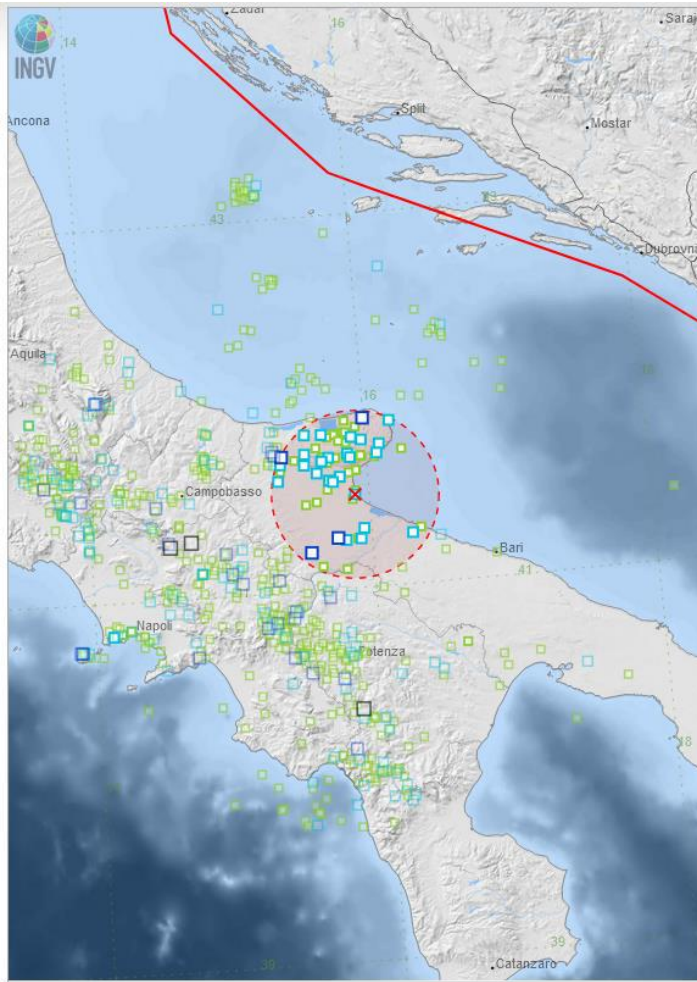 Zadar
16
Sara
14
INGV
Split
Ancona
Mostar
43
Dubrovni
Aquila
16
Campobasso
Bari
41
Napoli
Potenza
18
39
39
Catanzaro